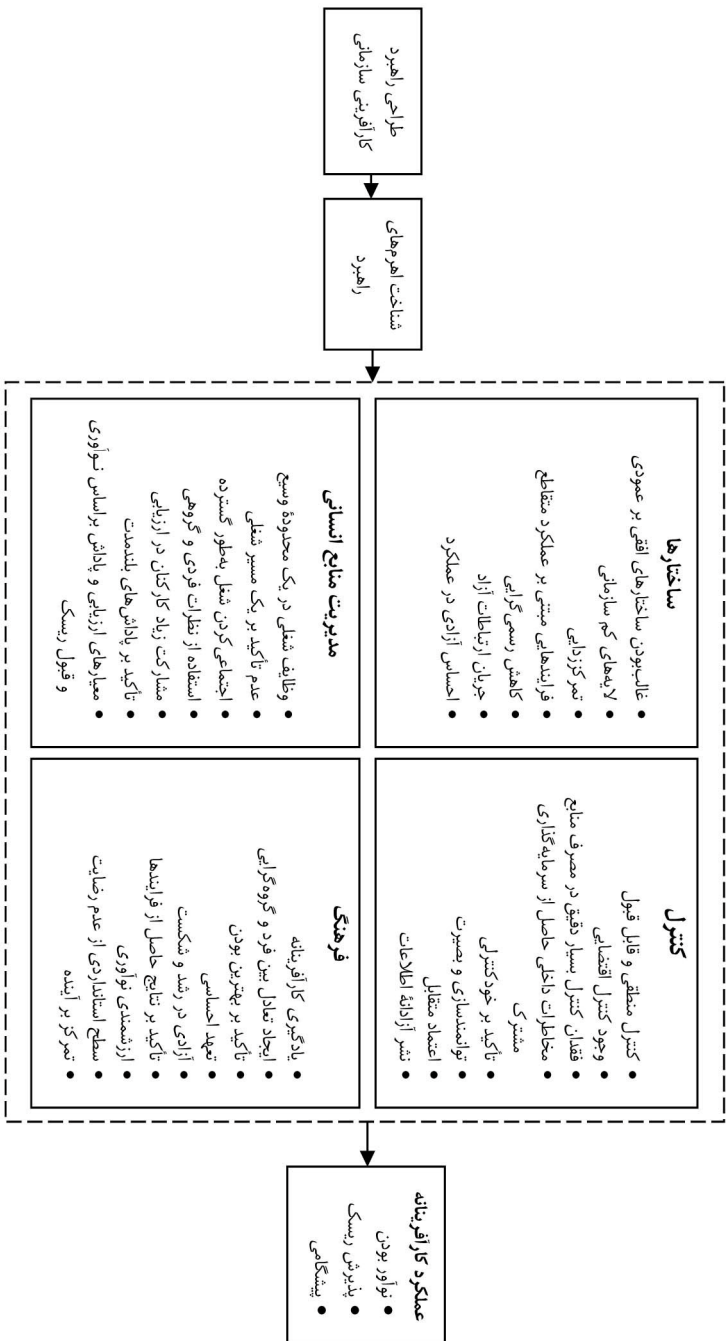 طراحی راهبرد
کارآفرینی سازمانی
شناخت اهرم‌های
راهبرد
ساختارها
● غالب‌بودن ساختارهای افقی بر عمودی
● لایه‌های کم سازمانی
● تمرکززدایی
● فرایندهایی مبتنی بر عملکرد متقاطع
● کاهش رسمی‌گرایی
● جریان ارتباطات آزاد
● احساس آزادی در عملکرد
کنترل
● کنترل منطقی و قابل قبول
● وجود کنترل اقتضایی
● فقدان کنترل بسیار دقیق در مصرف منابع
● مخاطرات داخلی حاصل از سرمایه‌گذاری
مشترک
● تأکید بر خودکنترلی
● توانمندسازی و بصیرت
● اعتماد متقابل
● نشر آزادانهٔ اطلاعات
مدیریت منابع انسانی
● وظایف شغلی در یک محدودهٔ وسیع
● عدم تأکید بر یک مسیر شغلی
● اجتماعی کردن شغل به‌طور گسترده
● استفاده از نظرات فردی و گروهی
● مشارکت زیاد کارکنان در ارزیابی
● تأکید بر پاداش‌های بلندمدت
● معیارهای ارزیابی و پاداش براساس نوآوری
و قبول ریسک
فرهنگ
● یادگیری کارآفرینانه
● ایجاد تعادل بین فرد و گروه‌گرایی
● تأکید بر بهترین بودن
● تعهد احساسی
● آزادی در رشد و شکست
● تأکید بر نتایج حاصل از فرایندها
● ارزشمندی نوآوری
● سطح استانداردی از عدم رضایت
● تمرکز بر آینده
عملکرد کارآفرینانه
● نوآور بودن
● پذیرش ریسک
● پیشگامی